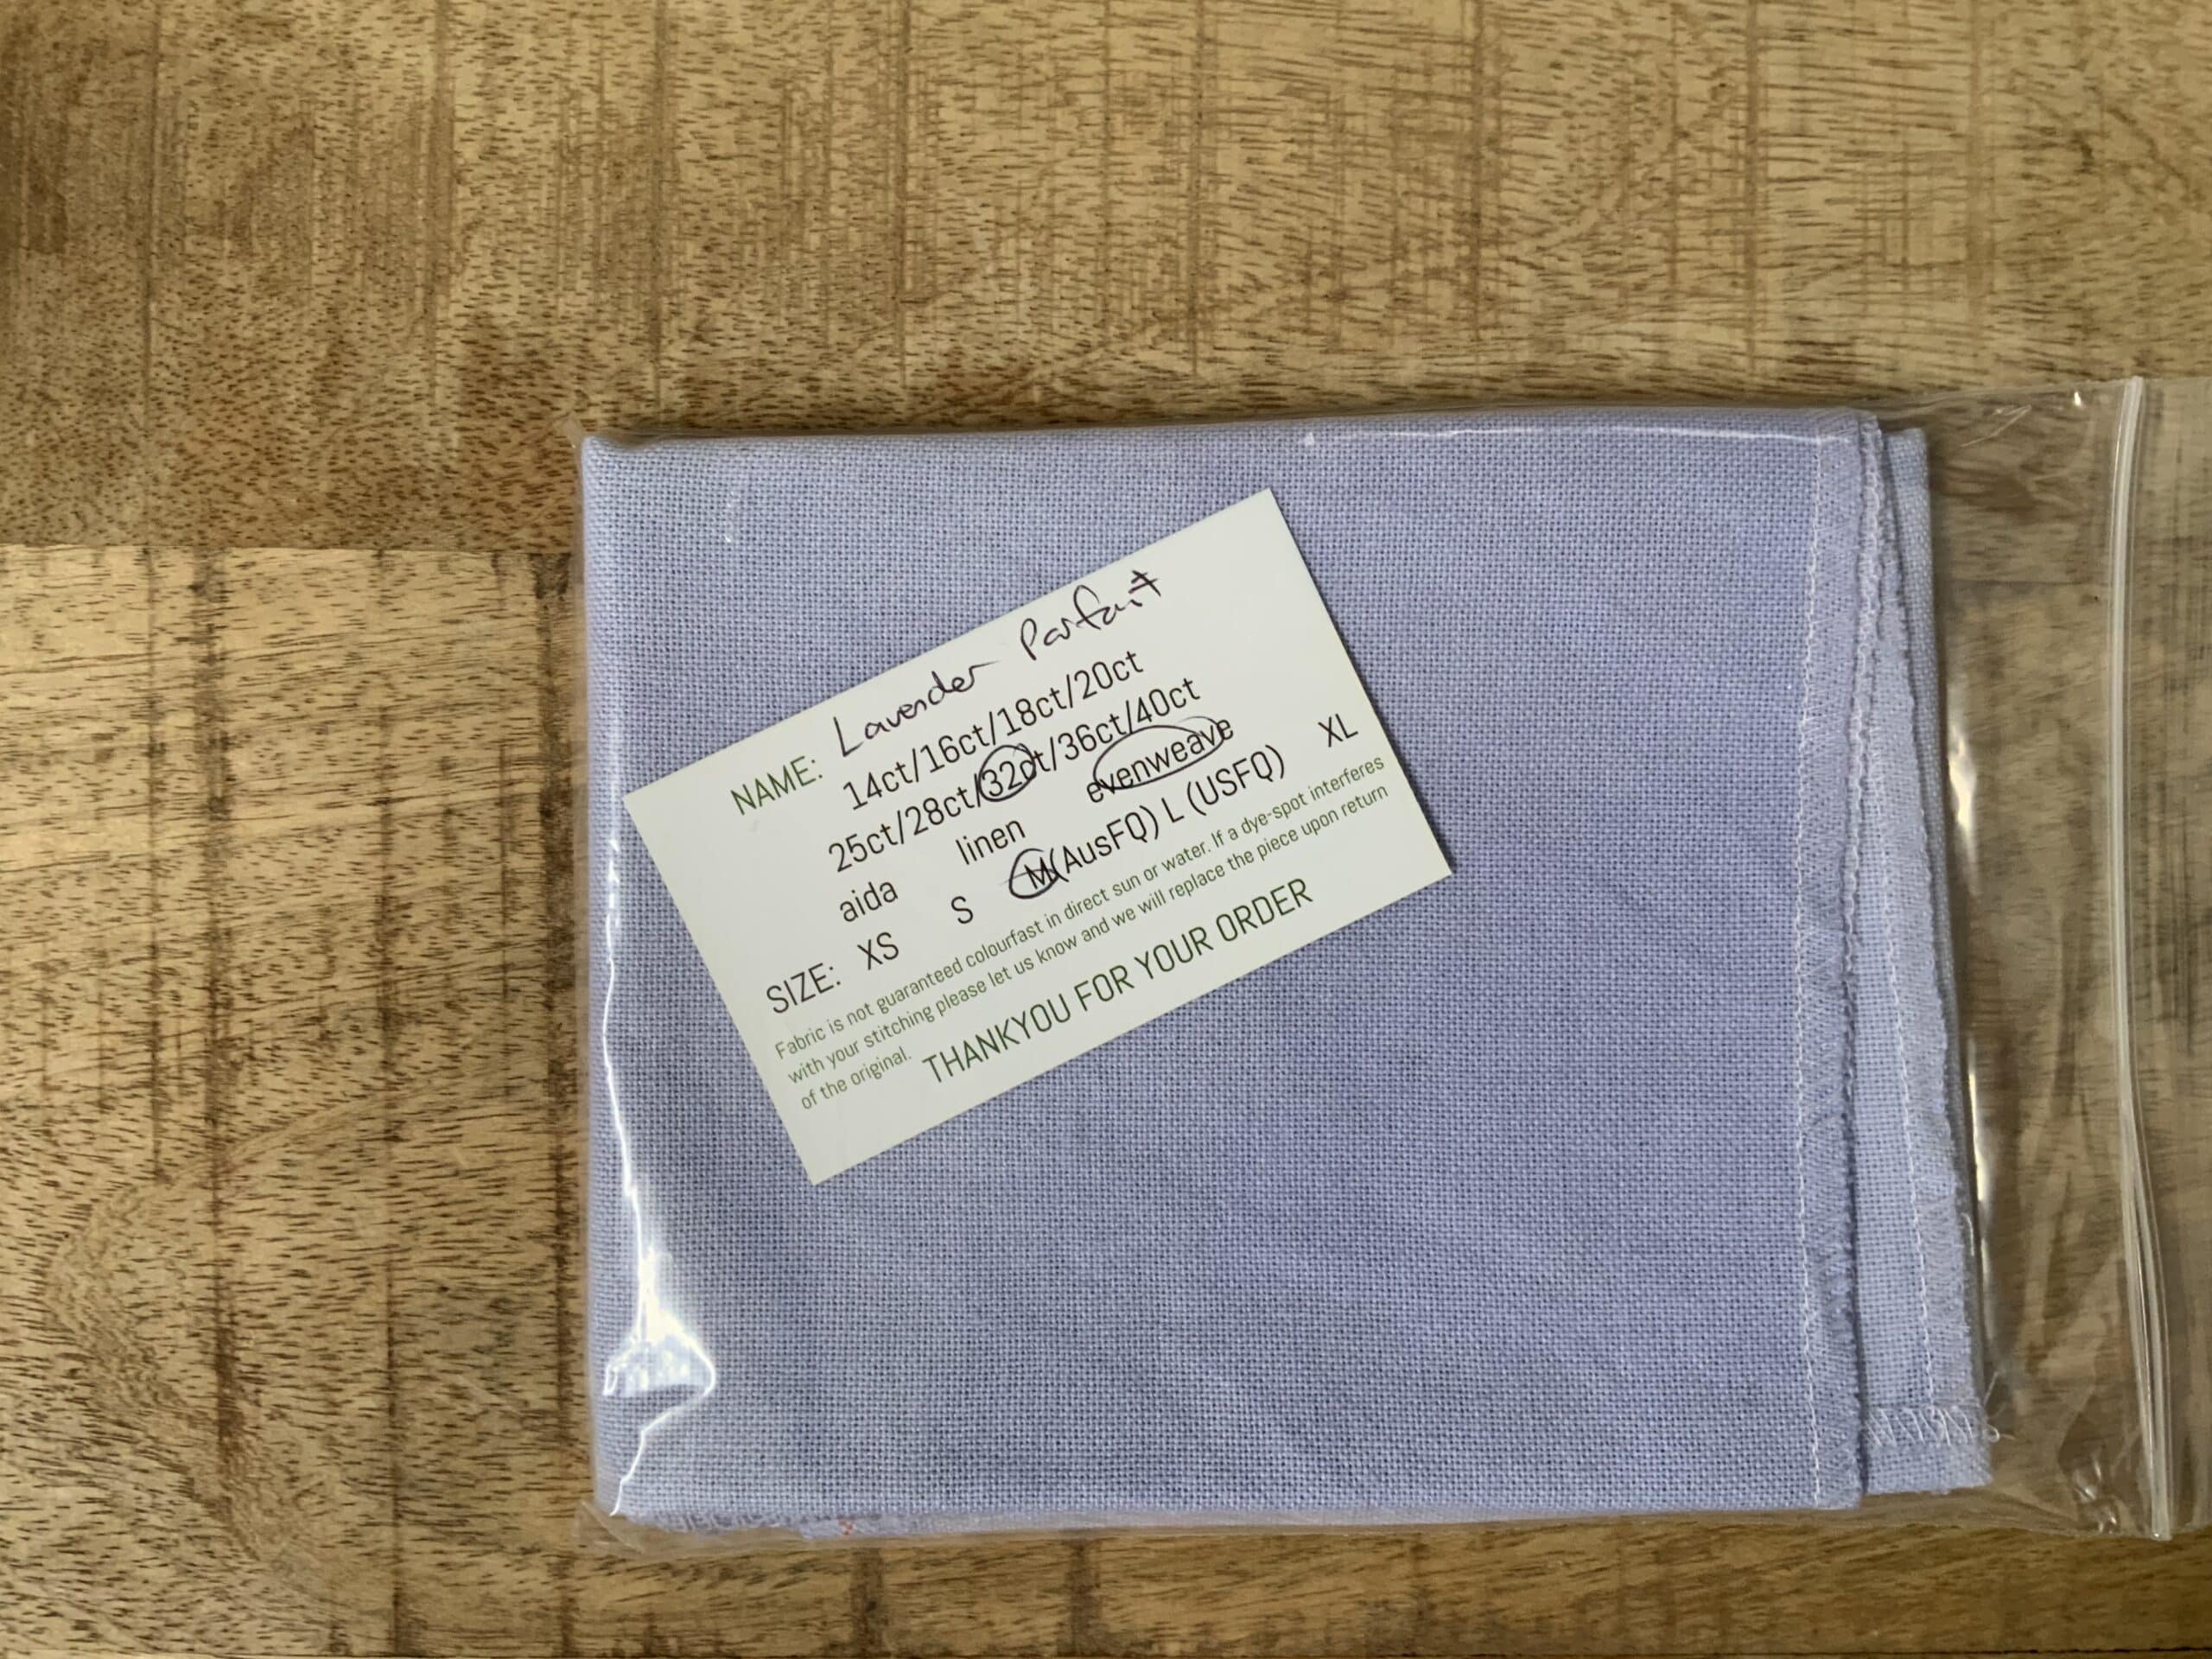 NAME: Lavender Parfait
14ct/16ct/18ct/20ct
25ct/28ct/32ct/36ct/40ct
aida linen evenweave
SIZE: XS S M(AusFQ) L (USFQ) XL
Fabric is not guaranteed colourfast in direct sun or water. If a dye-spot interferes
with your stitching please let us know and we will replace the piece upon return
of the original.
THANKYOU FOR YOUR ORDER